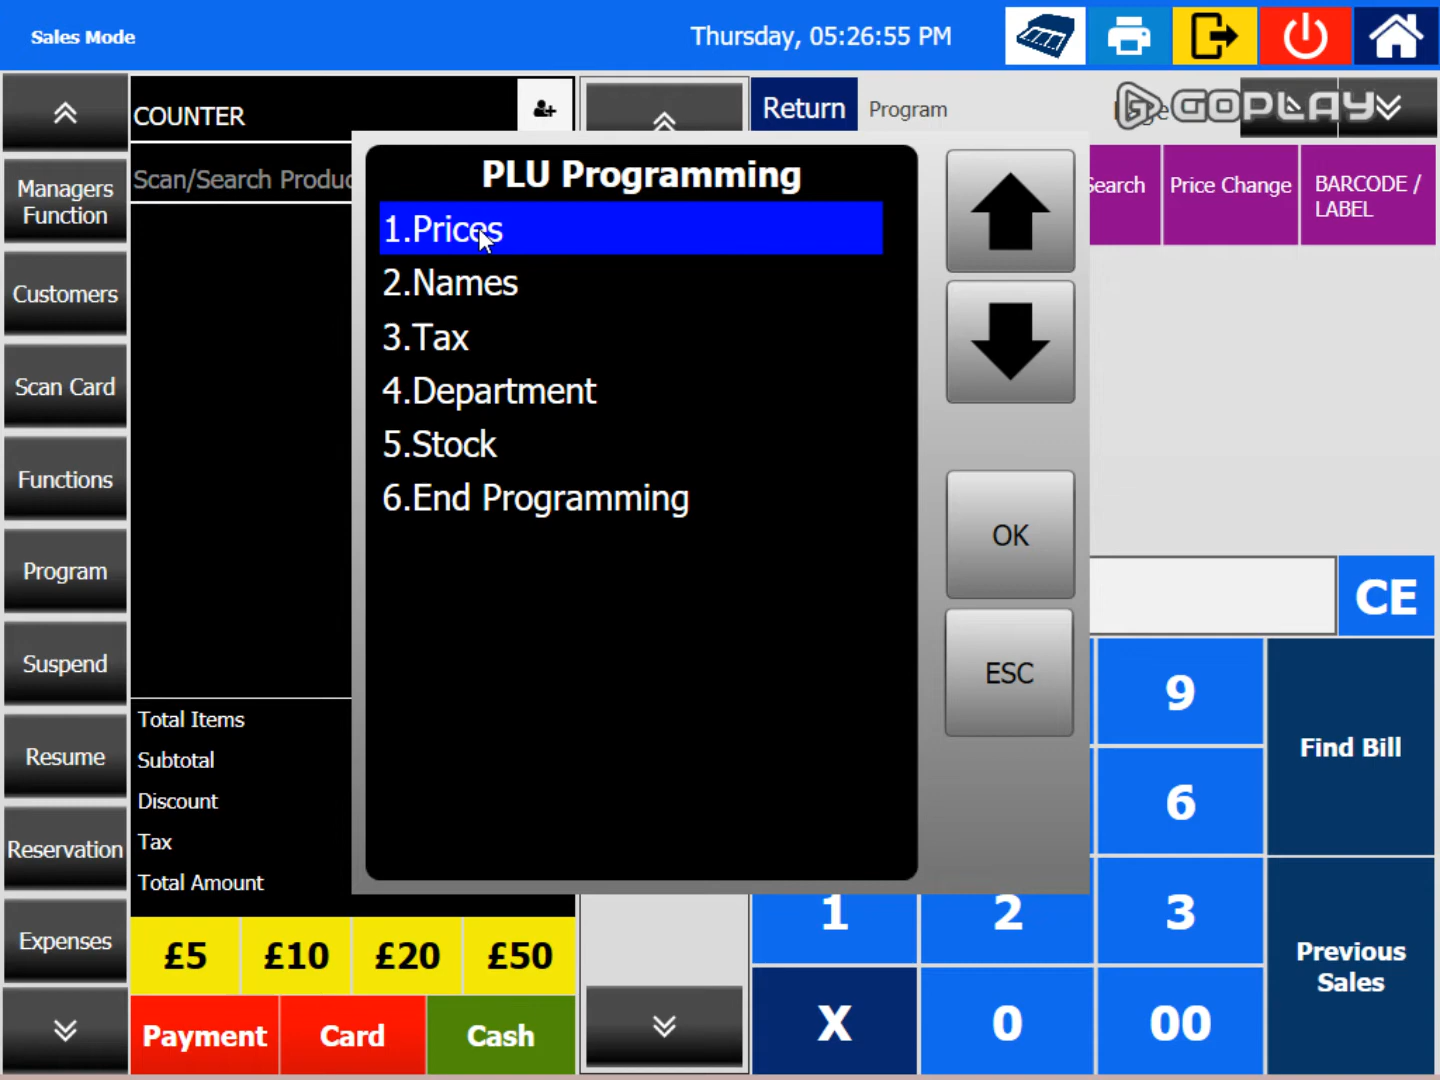 Sales Mode
Thursday, 05:26:55 PM
COUNTER
Return
Program
GOPLAY
Managers
Function
Scan/Search Produc
PLU Programming
1.Prices
2.Names
3.Tax
4.Department
5.Stock
6.End Programming
OK
ESC
Search
Price Change
BARCODE /
LABEL
Customers
Scan Card
Functions
Program
Suspend
Resume
Reservation
Expenses
CE
9
6
Find Bill
Total Items
Subtotal
Discount
Tax
Total Amount
1
2
3
Previous
Sales
£5
£10
£20
£50
Payment
Card
Cash
X
0
00